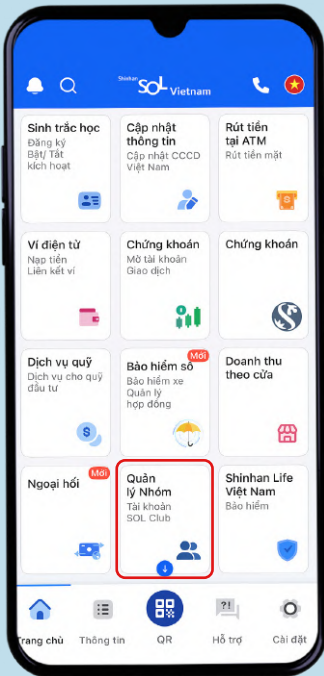 Shinhan SOL Vietnam
Sinh trắc học
Đăng ký
Bật/ Tắt
kích hoạt
Cập nhật
thông tin
Cập nhật CCCD
Việt Nam
Rút tiền
tại ATM
Rút tiền mặt
Ví điện tử
Nạp tiền
Liên kết ví
Chứng khoán
Mở tài khoản
Giao dịch
Chứng khoán
Dịch vụ quỹ
Dịch vụ cho quỹ
đầu tư
Mới
Bảo hiểm số
Bảo hiểm xe
Quản lý
hợp đồng
Doanh thu
theo cửa
Mới
Ngoại hối
Quản
lý Nhóm
Tài khoản
SOL Club
Shinhan Life
Việt Nam
Bảo hiểm
Trang chủ
Thông tin
QR
?!
Hỗ trợ
Cài đặt